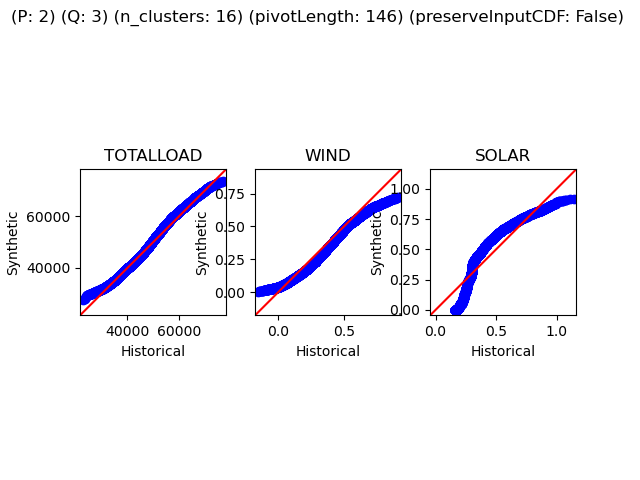 (P: 2) (Q: 3) (n_clusters: 16) (pivotLength: 146) (preserveInputCDF: False)
TOTALLOAD
WIND
SOLAR
Synthetic
60000
40000
40000
60000
Historical
Synthetic
0.75
0.50
0.25
0.00
0.0
0.5
Historical
Synthetic
1.00
0.75
0.50
0.25
0.00
0.0
0.5
1.0
Historical